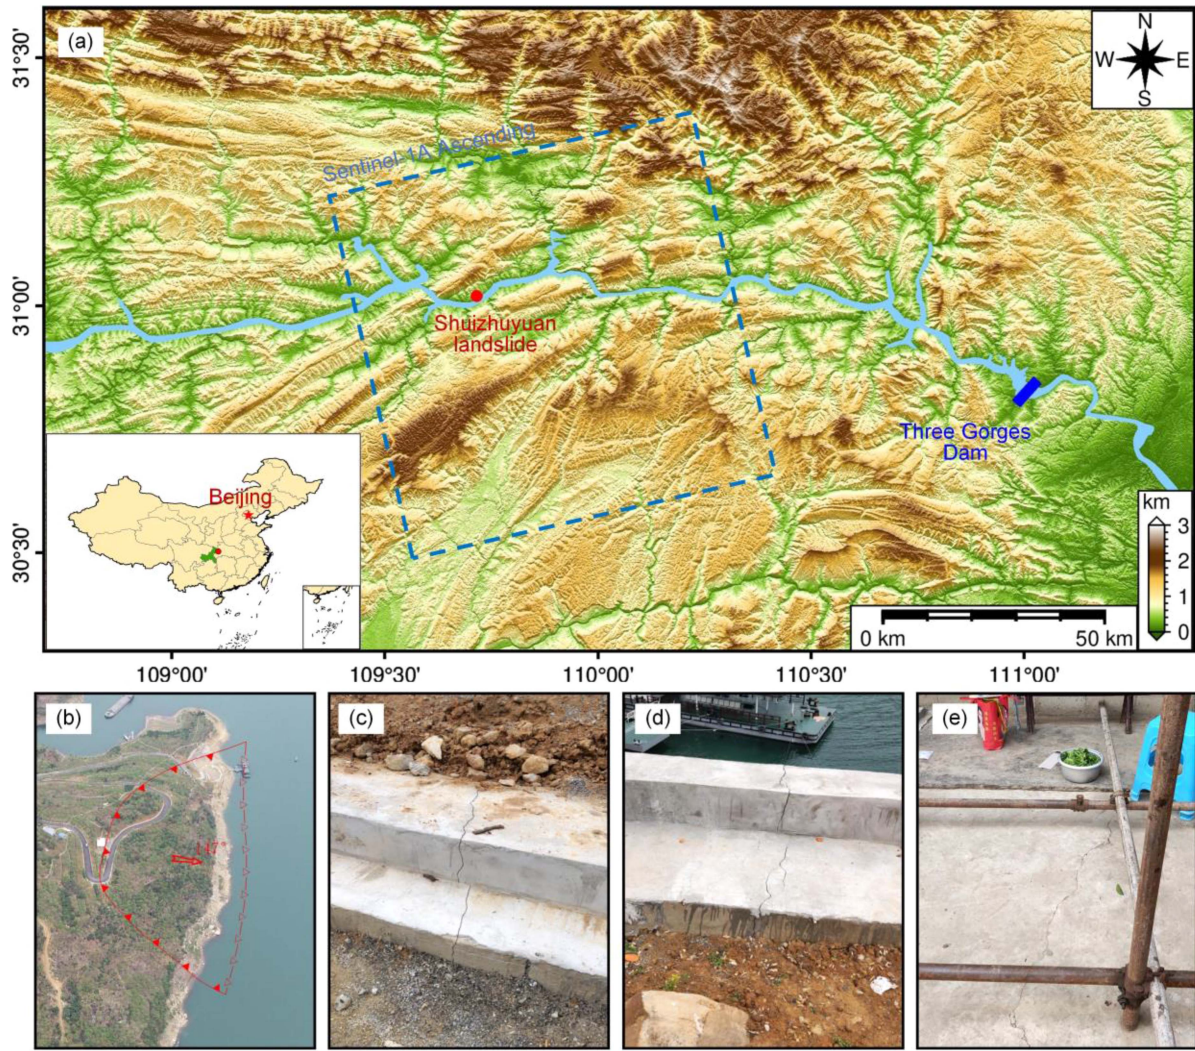 (a)
31°30'
31°00'
30°30'
N
W E
S
Sentinel-1A Ascending
Shuizhuyuan
landslide
Three Gorges
Dam
Beijing
km
3
2
1
0
0 km 50 km
109°00' 109°30' 110°00' 110°30' 111°00'
(b)
117°
(c)
(d)
(e)